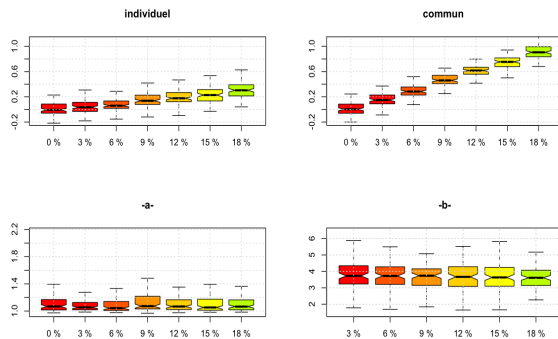 individuel
commun
1.0
0.6
0.2
-0.2
0 % 3 % 6 % 9 % 12 % 15 % 18 %
1.0
0.6
0.2
-0.2
0 % 3 % 6 % 9 % 12 % 15 % 18 %
-a-
-b-
2.2
1.8
1.4
1.0
0 % 3 % 6 % 9 % 12 % 15 % 18 %
6
5
4
3
2
3 % 6 % 9 % 12 % 15 % 18 %